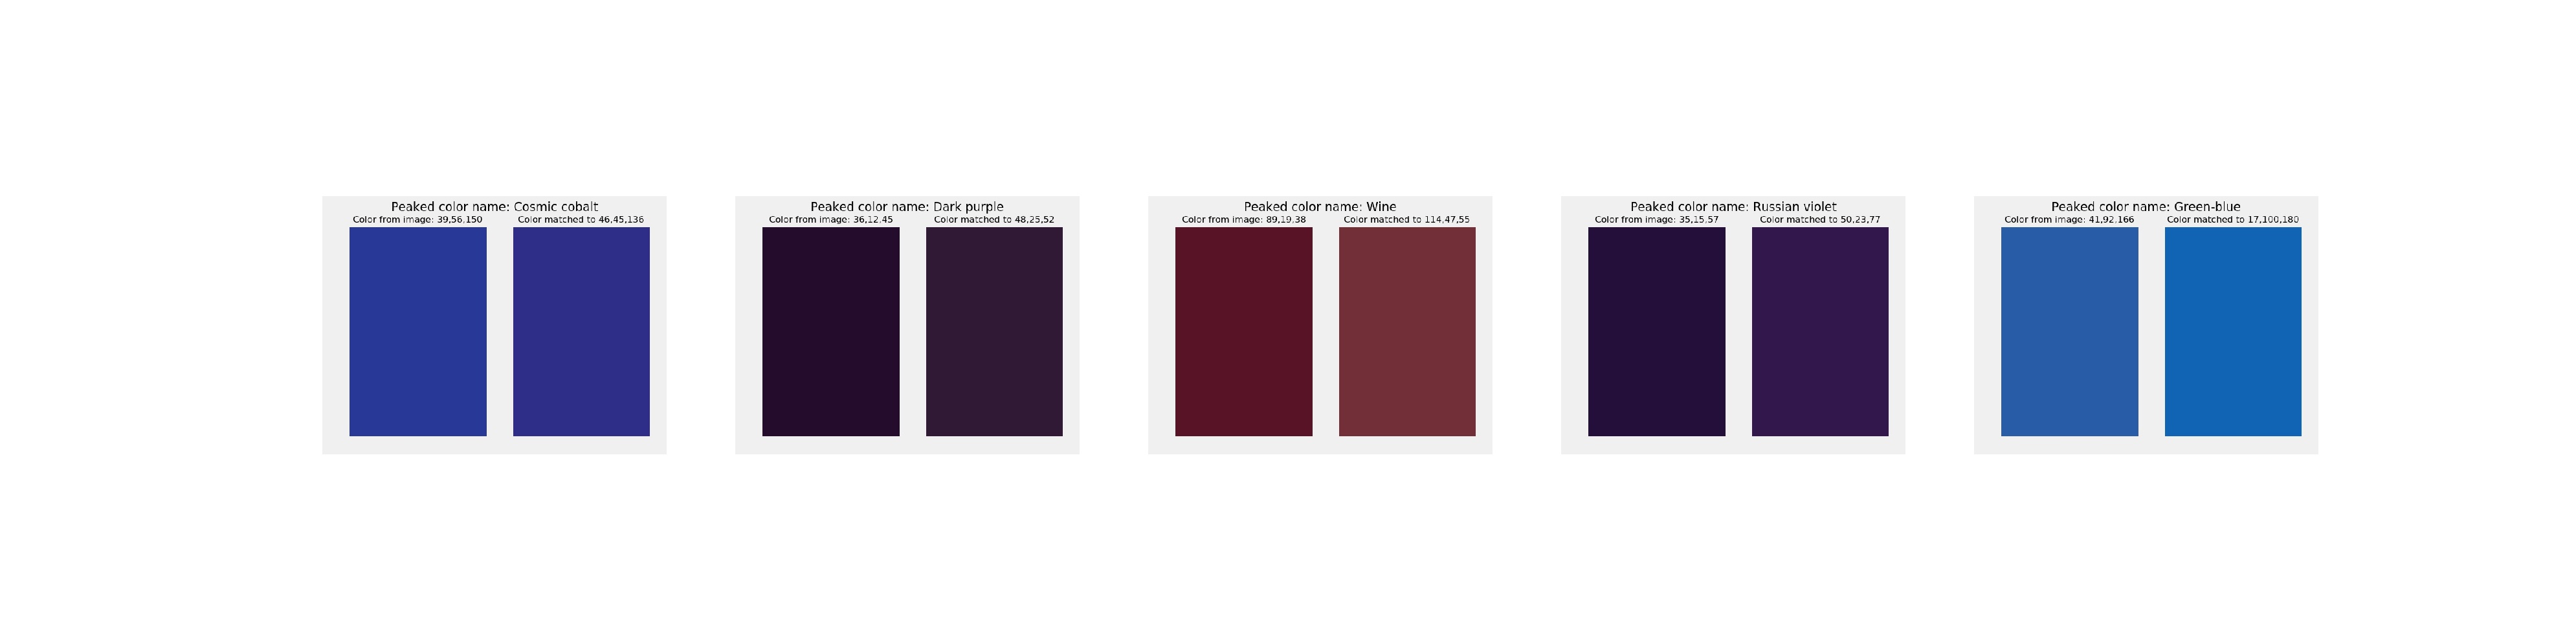 Peaked color name: Cosmic cobalt
Color from image: 39,56,150
Color matched to 46,45,136
Peaked color name: Dark purple
Color from image: 36,12,45
Color matched to 48,25,52
Peaked color name: Wine
Color from image: 89,19,38
Color matched to 114,47,55
Peaked color name: Russian violet
Color from image: 35,15,57
Color matched to 50,23,77
Peaked color name: Green-blue
Color from image: 41,92,166
Color matched to 17,100,180